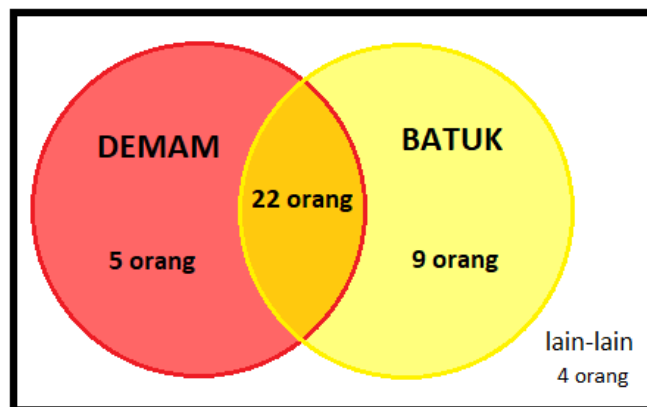 DEMAM
BATUK
22 orang
5 orang
9 orang
lain-lain
4 orang